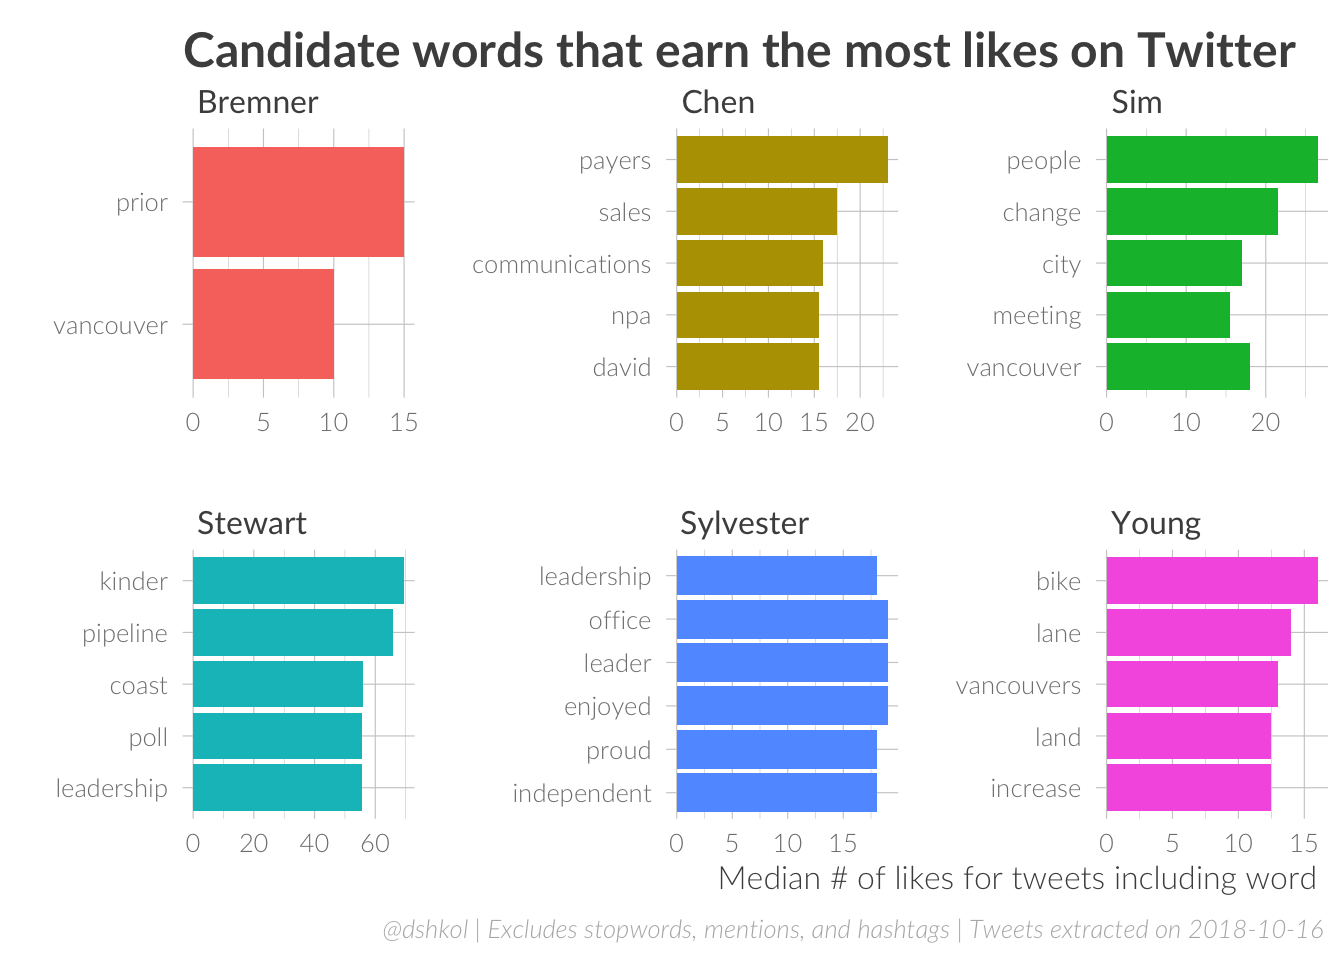 Candidate words that earn the most likes on Twitter
Bremner
prior
vancouver
0 5 10 15
Chen
payers
sales
communications
npa
david
0 5 10 15 20
Sim
people
change
city
meeting
vancouver
0 10 20
Stewart
kinder
pipeline
coast
poll
leadership
0 20 40 60
Sylvester
leadership
office
leader
enjoyed
proud
independent
0 5 10 15
Young
bike
lane
vancouvers
land
increase
0 5 10 15
Median # of likes for tweets including word
@dshkol | Excludes stopwords, mentions, and hashtags | Tweets extracted on 2018-10-16